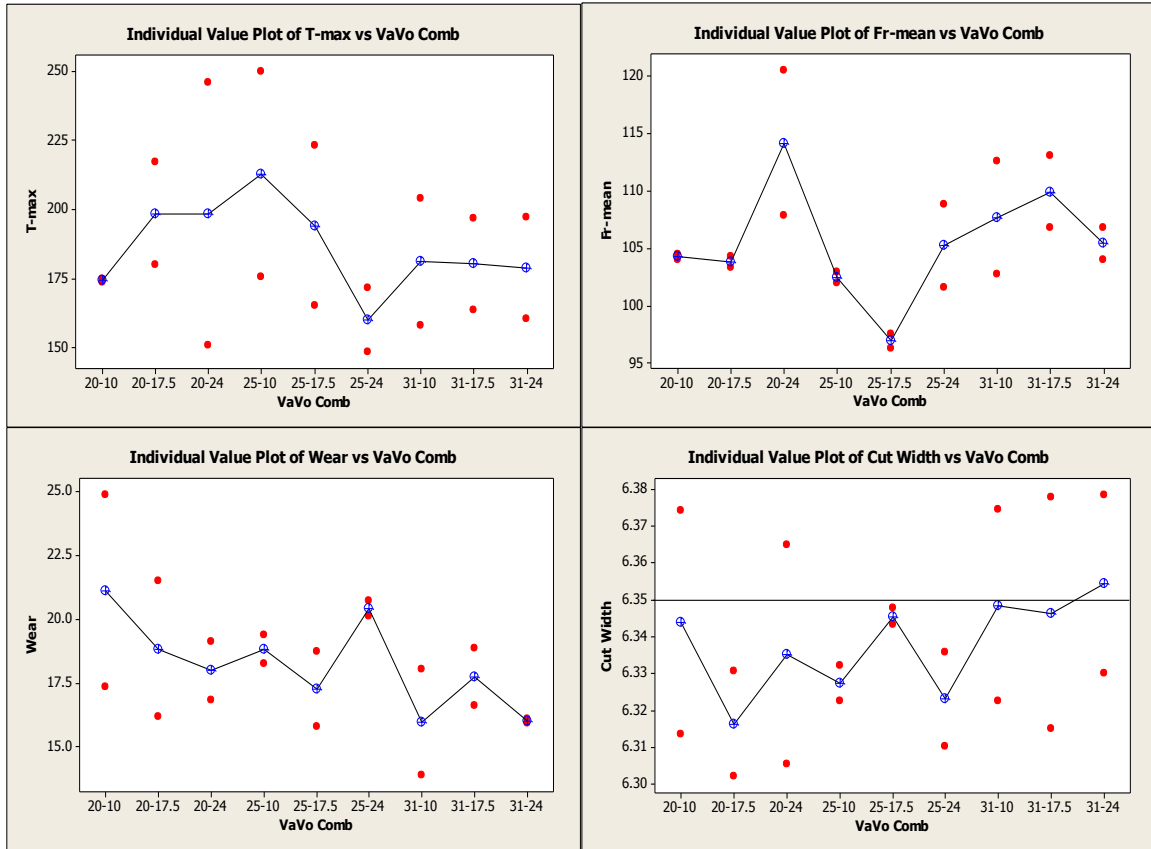 Individual Value Plot of T-max vs VaVo Comb
250
225
200
175
150
T-max
20-10 20-17.5 20-24 25-10 25-17.5 25-24 31-10 31-17.5 31-24
VaVo Comb
Individual Value Plot of Fr-mean vs VaVo Comb
120
115
110
105
100
95
Fr-mean
20-10 20-17.5 20-24 25-10 25-17.5 25-24 31-10 31-17.5 31-24
VaVo Comb
Individual Value Plot of Wear vs VaVo Comb
25.0
22.5
20.0
17.5
15.0
Wear
20-10 20-17.5 20-24 25-10 25-17.5 25-24 31-10 31-17.5 31-24
VaVo Comb
Individual Value Plot of Cut Width vs VaVo Comb
6.38
6.37
6.36
6.35
6.34
6.33
6.32
6.31
6.30
Cut Width
20-10 20-17.5 20-24 25-10 25-17.5 25-24 31-10 31-17.5 31-24
VaVo Comb